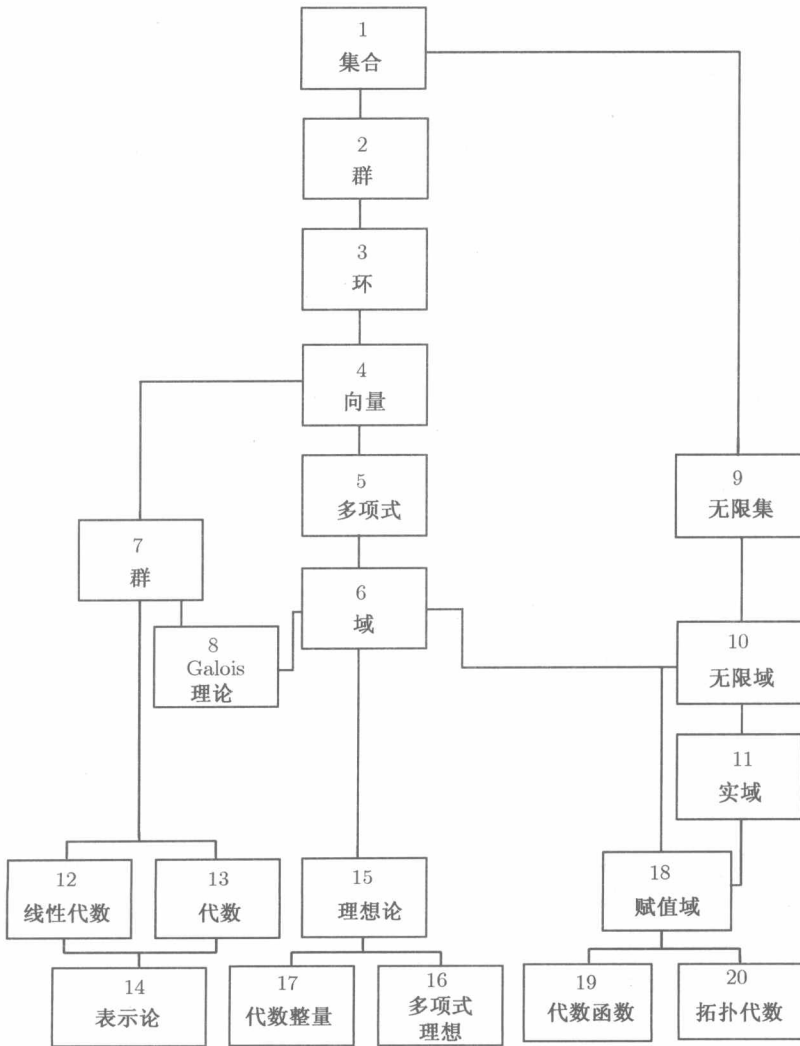 1
集合
2
群
3
环
4
向量
5
多项式
9
无限集
7
群
6
域
8
Galois
理论
10
无限域
11
实域
12
线性代数
13
代数
15
理想论
18
赋值域
14
表示论
17
代数整量
16
多项式
理想
19
代数函数
20
拓扑代数